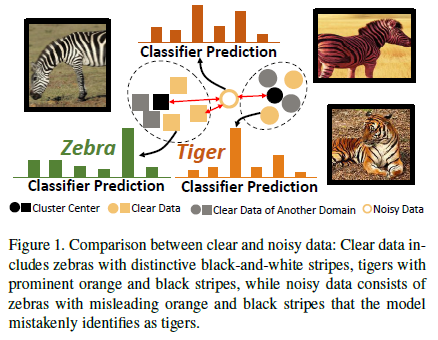 Classifier Prediction
Zebra
Tiger
Classifier Prediction
Classifier Prediction
Cluster Center
Clear Data
Clear Data of Another Domain
Noisy Data
Figure 1. Comparison between clear and noisy data: Clear data in-
cludes zebras with distinctive black-and-white stripes, tigers with
prominent orange and black stripes, while noisy data consists of
zebras with misleading orange and black stripes that the model
mistakenly identifies as tigers.